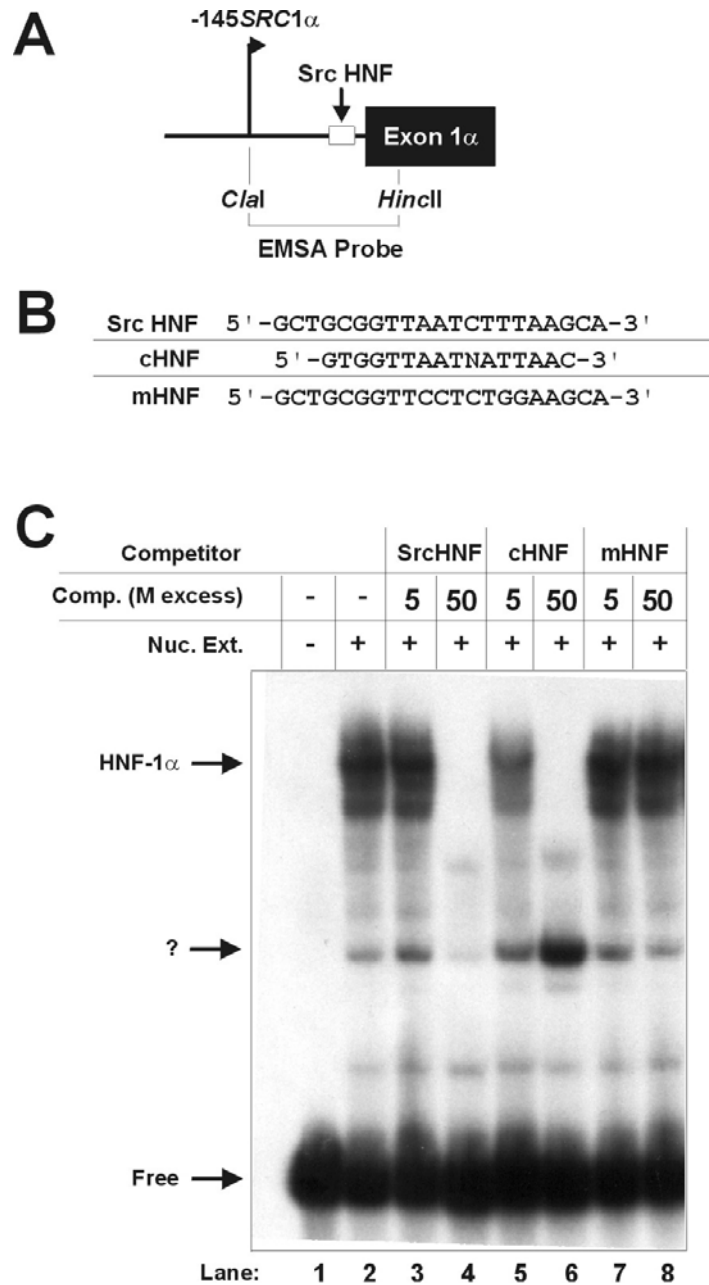 A
-145SRC1α
Src HNF
Exon 1α
ClaI HincII
EMSA Probe
B
Src HNF 5'-GCTGCGGTTAATCTTTAAGCA-3'
cHNF 5'-GTGGTTAATNATTAAC-3'
mHNF 5'-GCTGCGGTTCCTCTGGAAGCA-3'
C
Competitor SrcHNF cHNF mHNF
Comp. (M excess) - - 5 50 5 50 5 50
Nuc. Ext. - + + + + + + +
HNF-1α
?
Free
Lane: 1 2 3 4 5 6 7 8